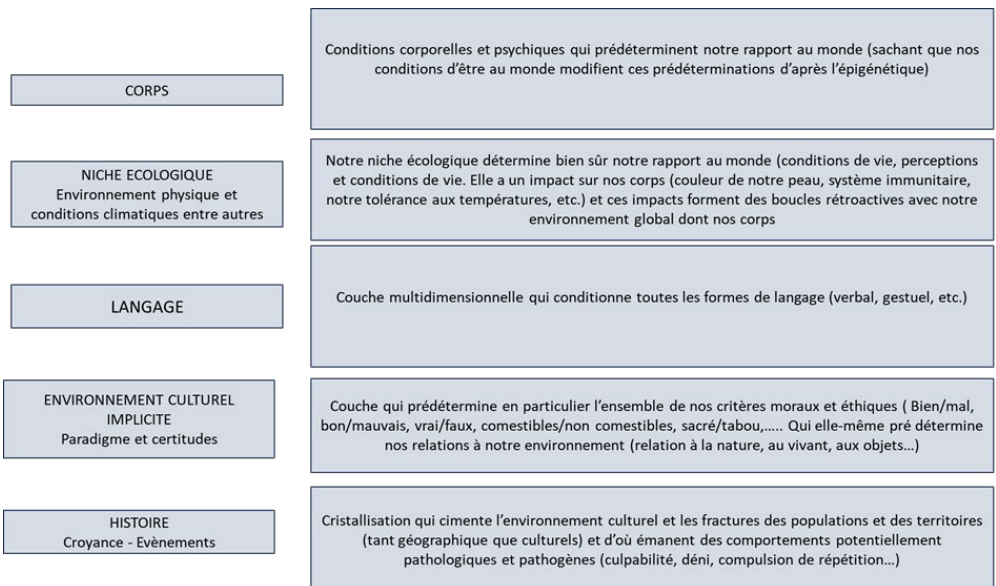 CORPS
Conditions corporelles et psychiques qui prédéterminent notre rapport au monde (sachant que nos
conditions d'être au monde modifient ces prédéterminations d'après l'épigénétique)
NICHE ECOLOGIQUE
Environnement physique et
conditions climatiques entre autres
Notre niche écologique détermine bien sûr notre rapport au monde (conditions de vie, perceptions
et conditions de vie. Elle a un impact sur nos corps (couleur de notre peau, système immunitaire,
notre tolérance aux températures, etc.) et ces impacts forment des boucles rétroactives avec notre
environnement global dont nos corps
LANGAGE
Couche multidimensionnelle qui conditionne toutes les formes de langage (verbal, gestuel, etc.)
ENVIRONNEMENT CULTUREL
IMPLICITE
Paradigme et certitudes
Couche qui prédétermine en particulier l'ensemble de nos critères moraux et éthiques ( Bien/mal,
bon/mauvais, vrai/faux, comestibles/non comestibles, sacré/tabou,..... Qui elle-même pré détermine
nos relations à notre environnement (relation à la nature, au vivant, aux objets...)
HISTOIRE
Croyance - Evènements
Cristallisation qui cimente l'environnement culturel et les fractures des populations et des territoires
(tant géographique que culturels) et d'où émanent des comportements potentiellement
pathologiques et pathogènes (culpabilité, déni, compulsion de répétition...)